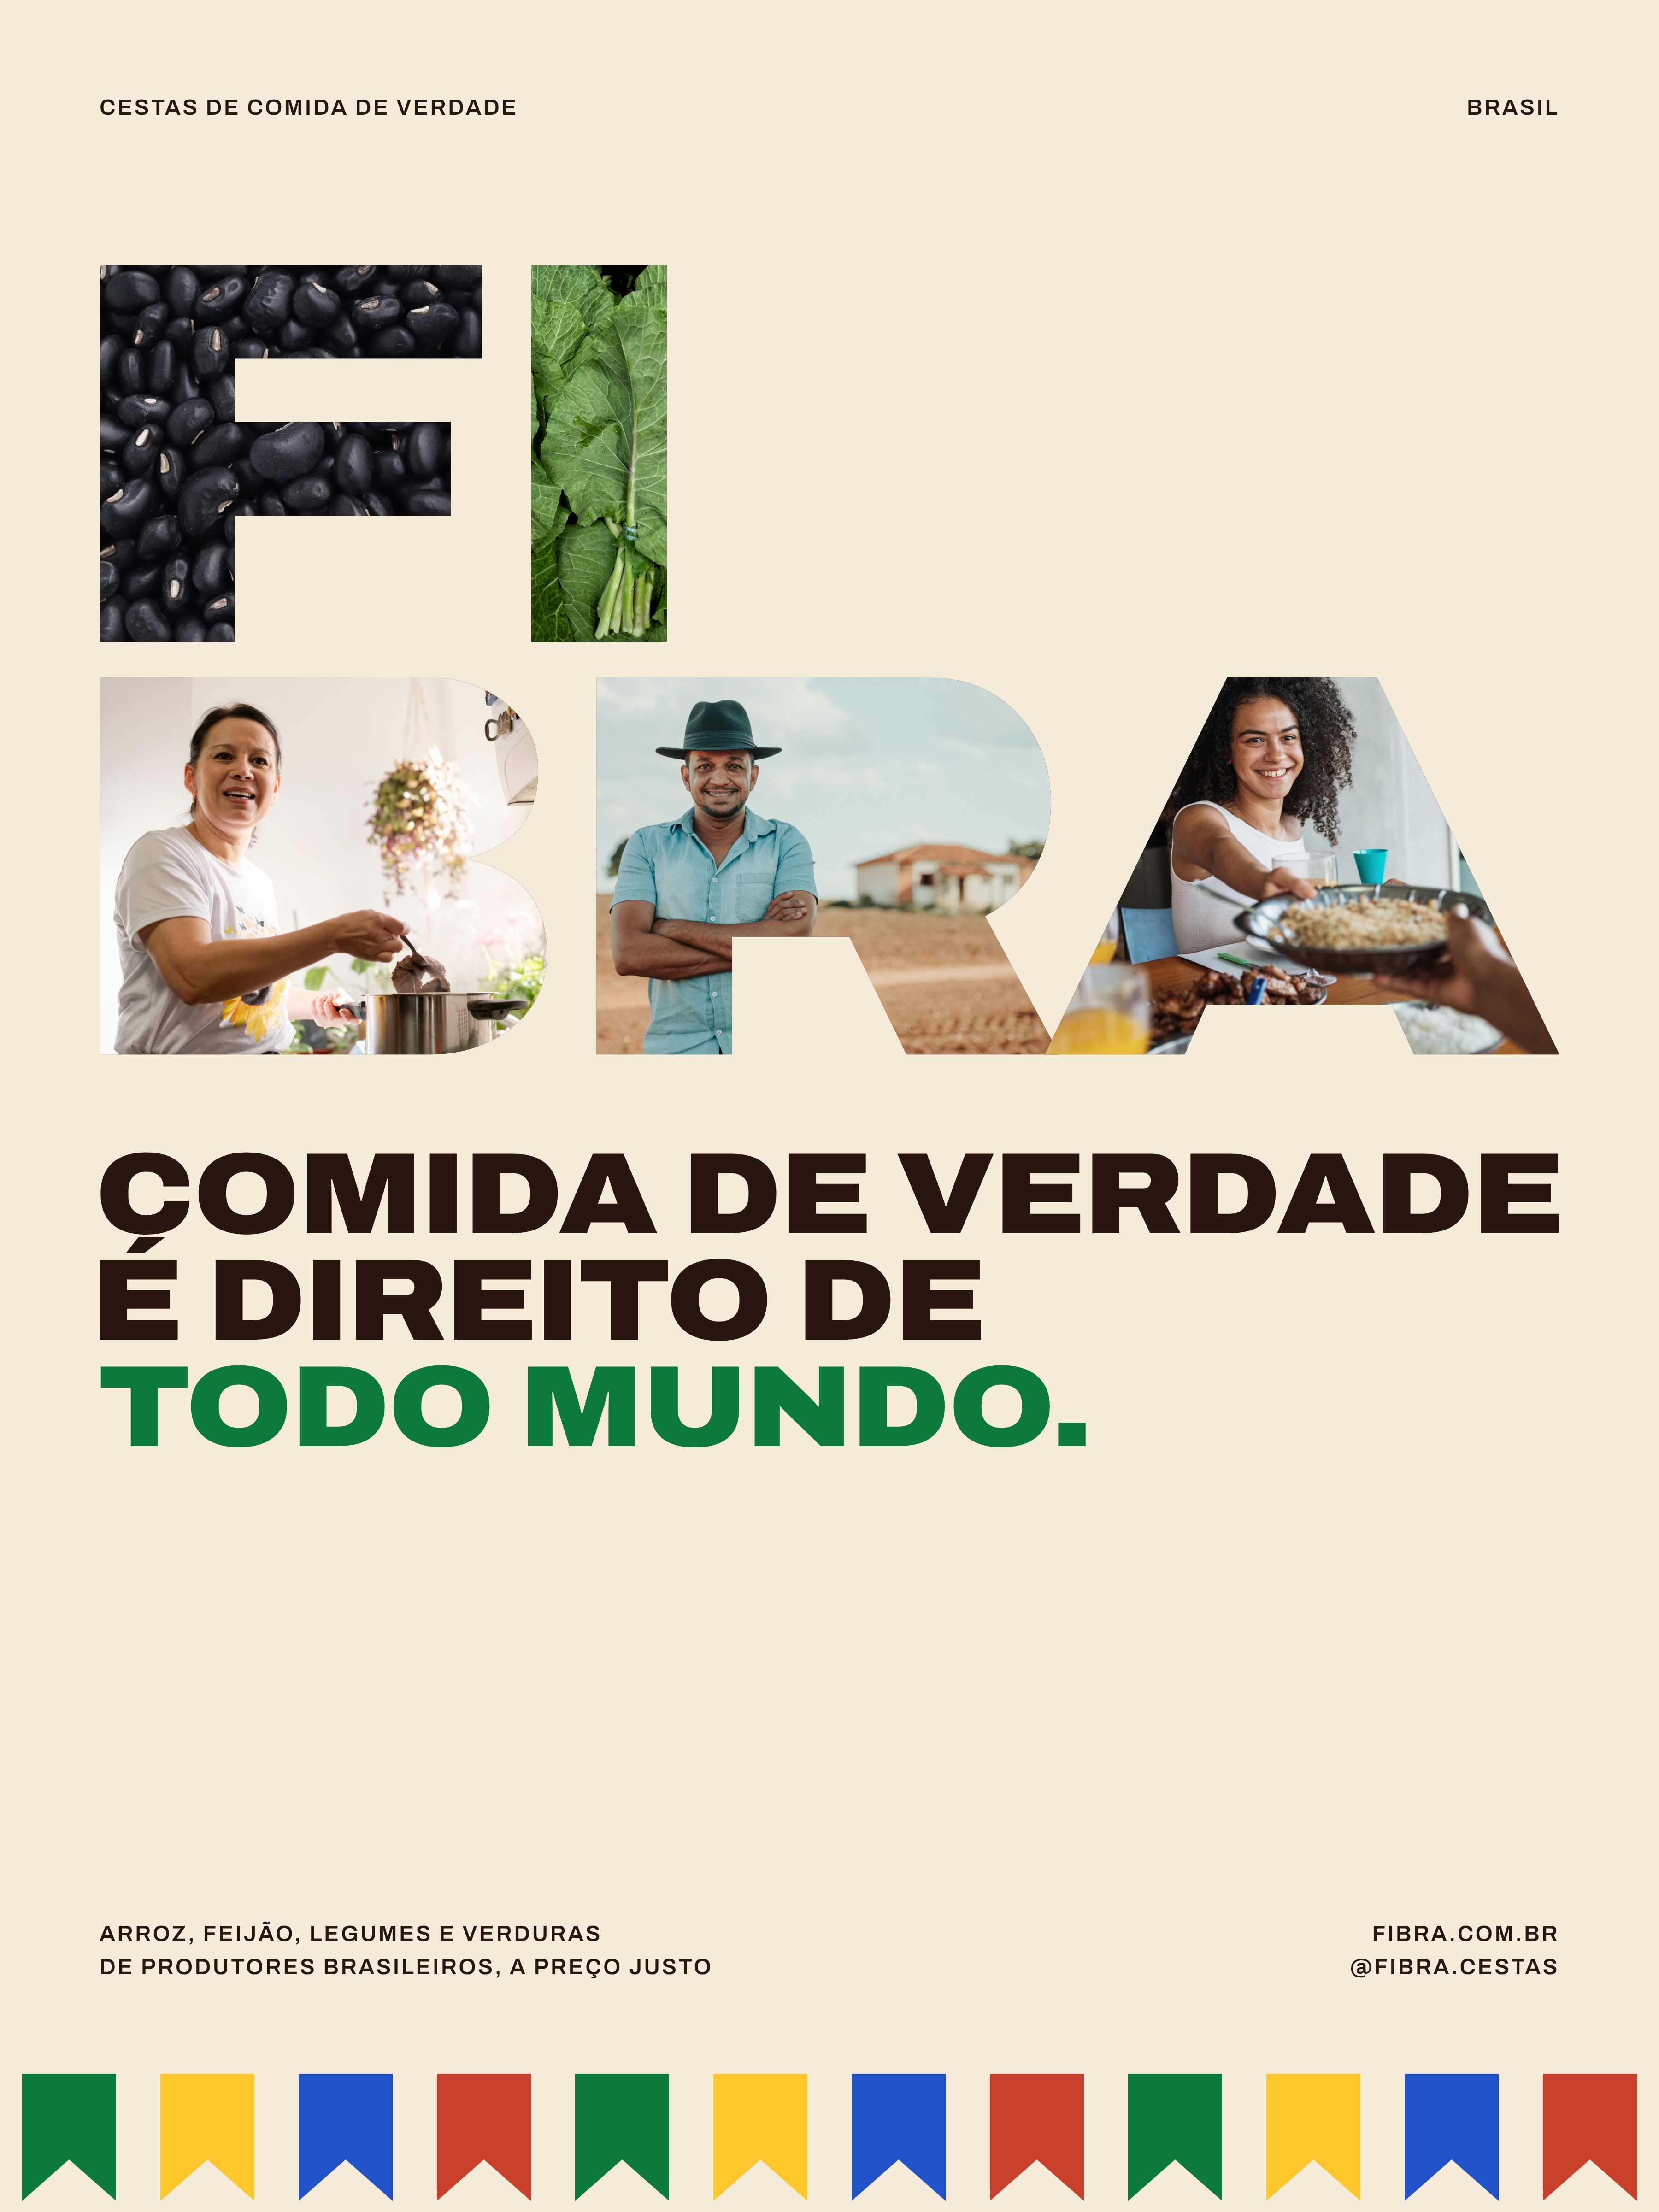 CESTAS DE COMIDA DE VERDADE
BRASIL
FI
BRA
COMIDA DE VERDADE
É DIREITO DE
TODO MUNDO.
ARROZ, FEIJÃO, LEGUMES E VERDURAS
DE PRODUTORES BRASILEIROS, A PREÇO JUSTO
FIBRA.COM.BR
@FIBRA.CESTAS